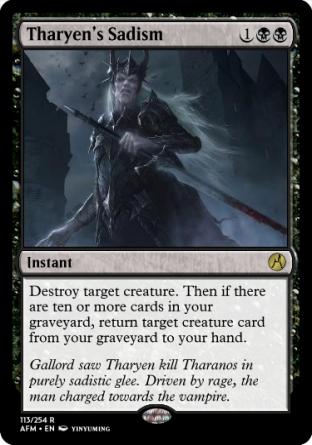 Tharyen's Sadism 1
Instant
Destroy target creature. Then if there
are ten or more cards in your
graveyard, return target creature card
from your graveyard to your hand.
Gallord saw Tharyen kill Tharanos in
purely sadistic glee. Driven by rage, the
man charged towards the vampire.
113/254 R
AFM • EN YINYUMING